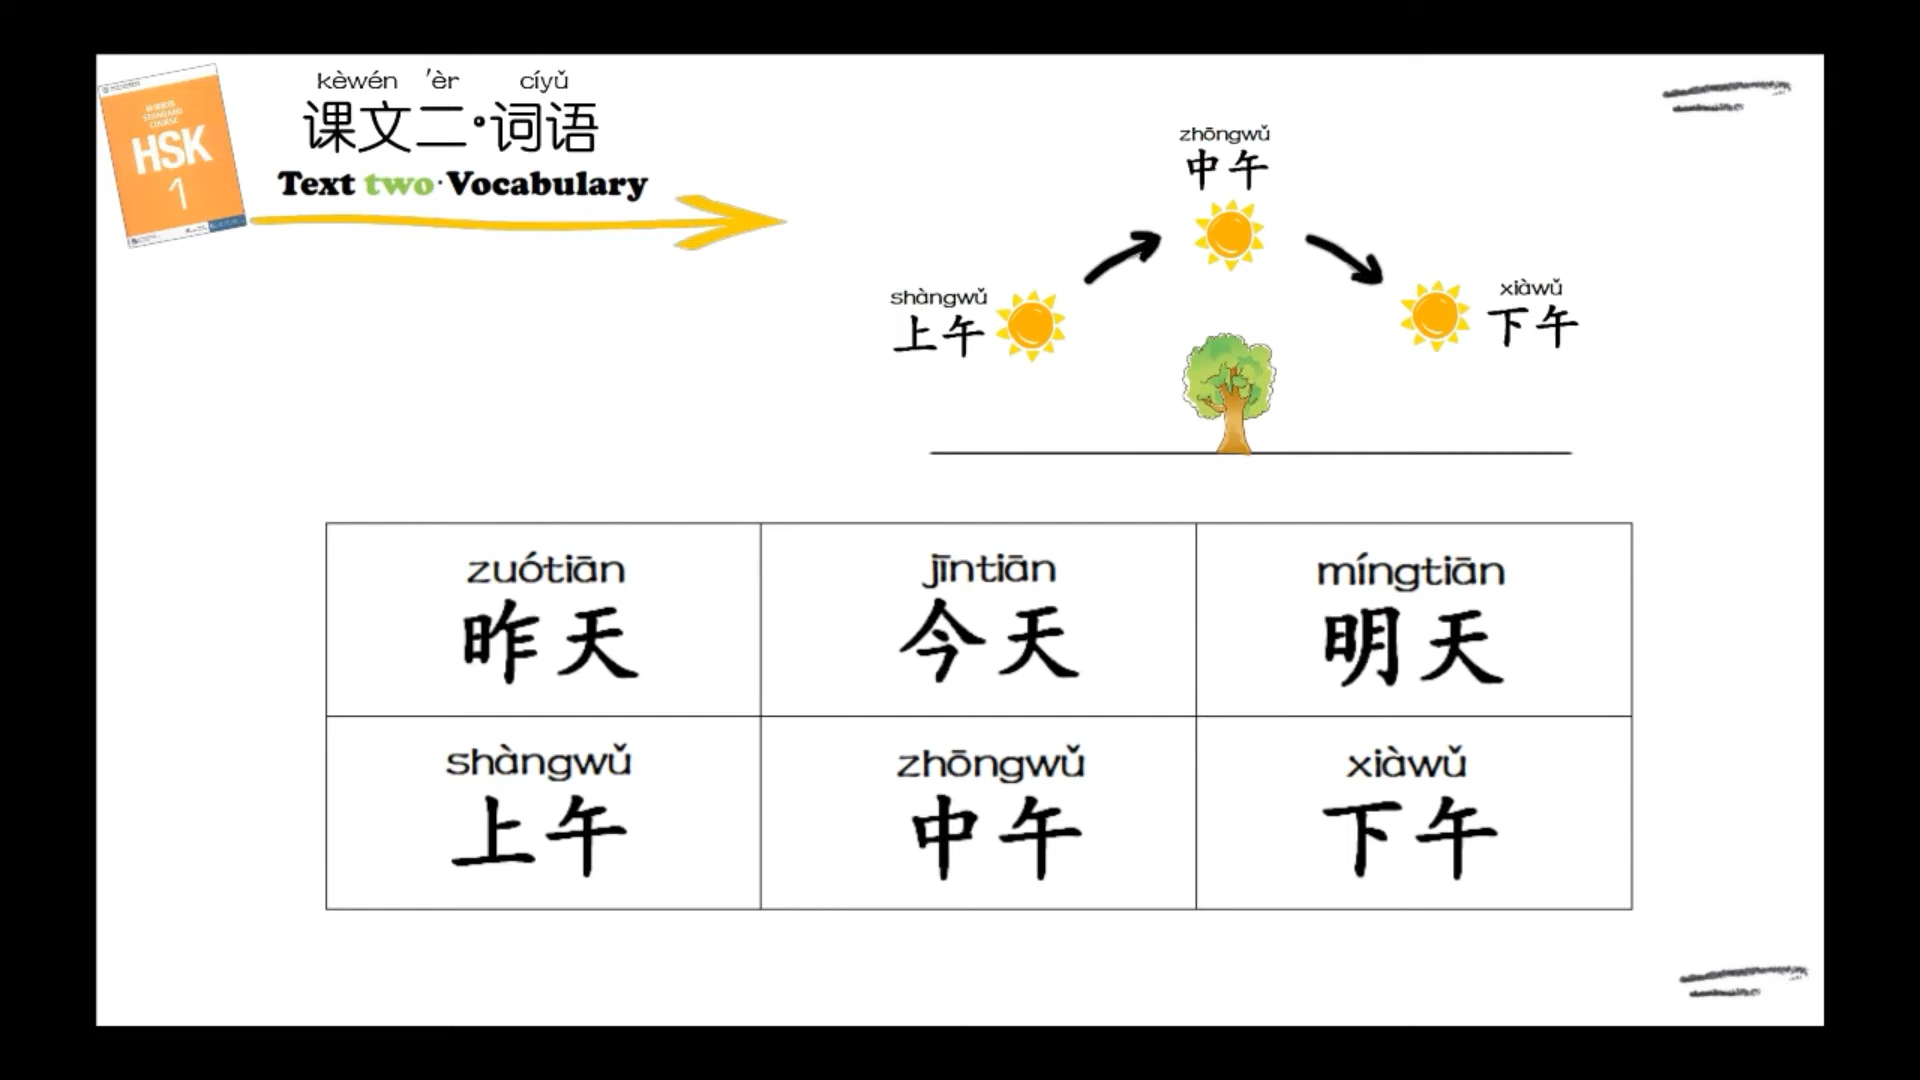 kèwén 'èr cíyǔ
课文二·词语
Text two·Vocabulary
STANDARD
COURSE
HSK
1
zhōngwǔ
中午
shàngwǔ
上午
xiàwǔ
下午
zuótiān jīntiān míngtiān
昨天 今天 明天
shàngwǔ zhōngwǔ xiàwǔ
上午 中午 下午